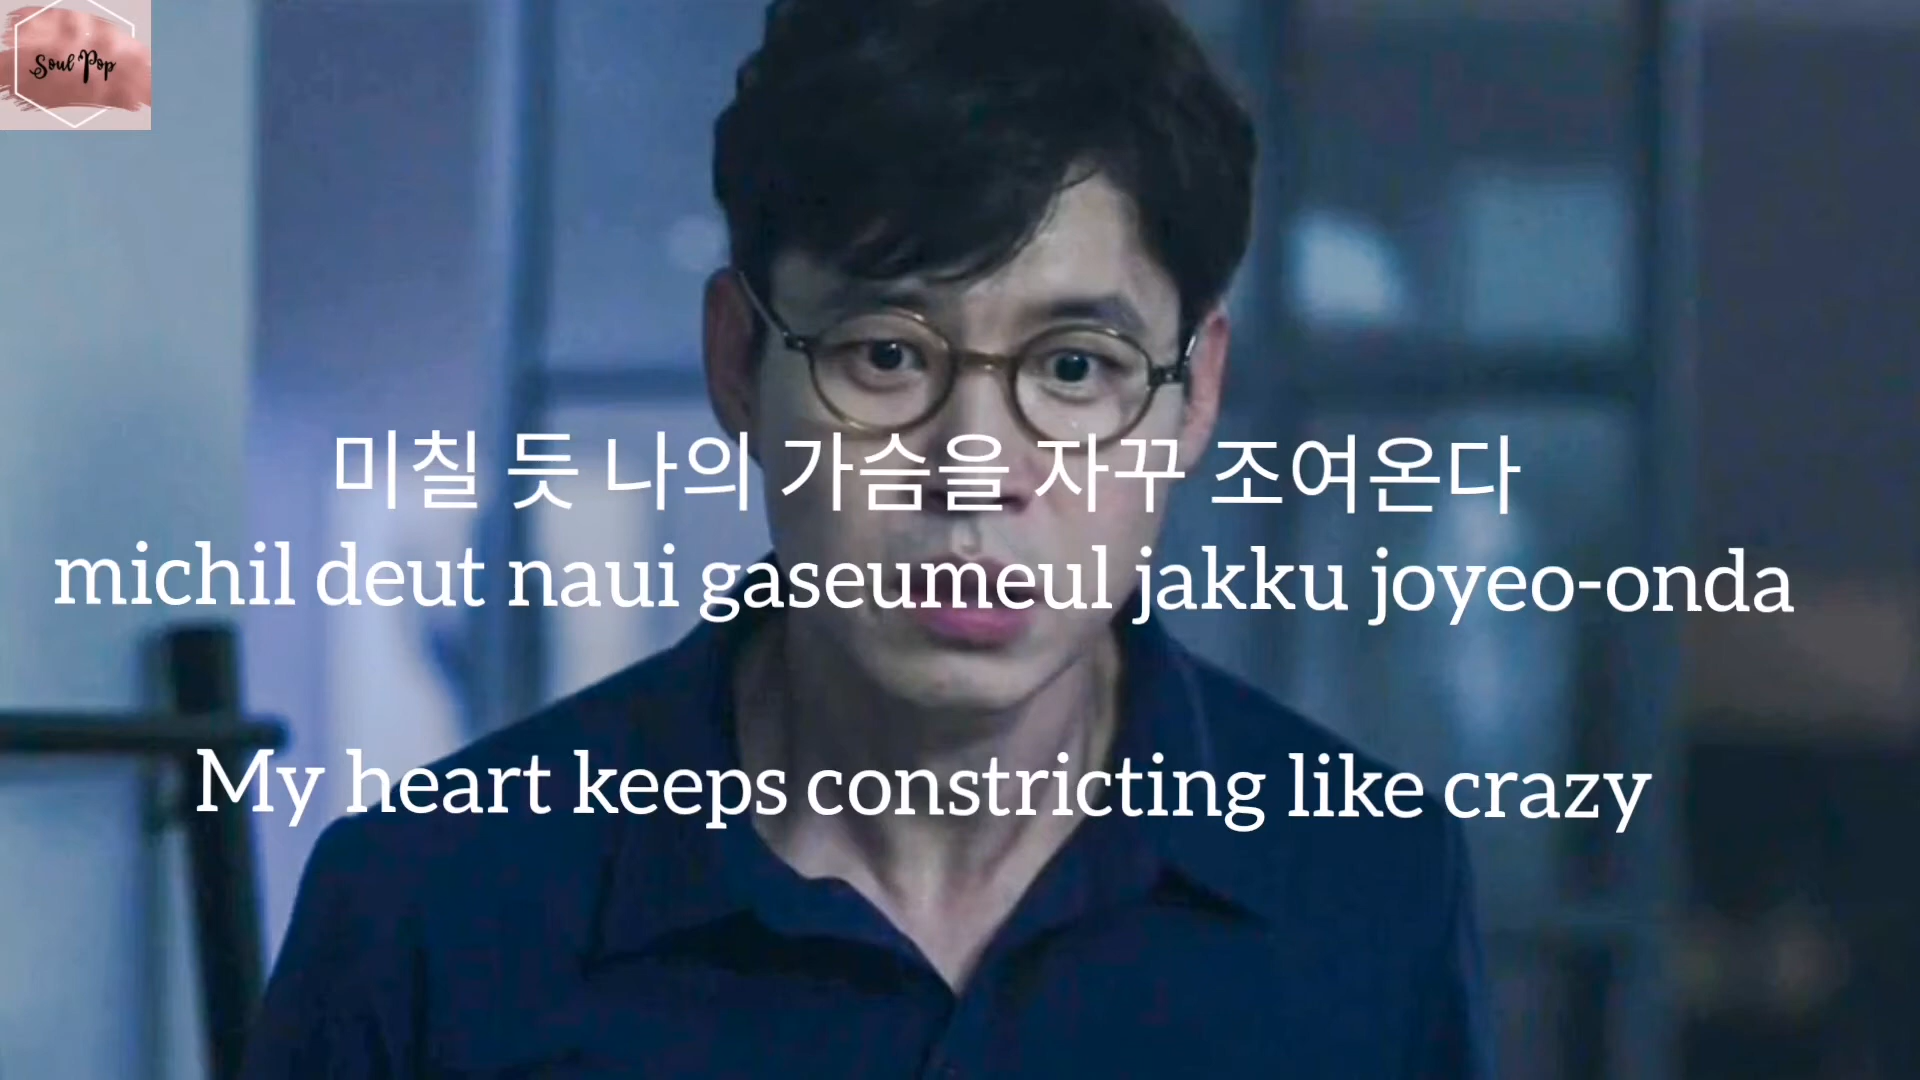 Soul Pop
미칠 듯 나의 가슴을 자꾸 조여온다
michil deut naui gaseumeul jakku joyeo-onda
My heart keeps constricting like crazy